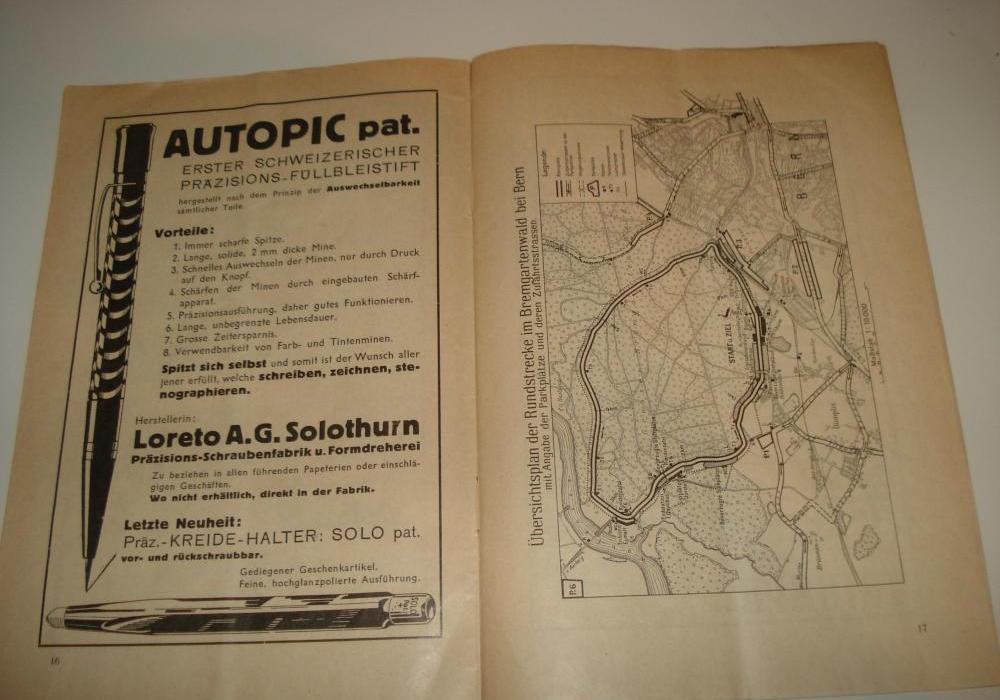 AUTOPIC pat.
ERSTER SCHWEIZERISCHER
PRÄZISIONS-FÜLLBLEISTIFT
hergestellt nach dem Prinzip der Auswechselbarkeit
sämtlicher Teile.
Vorteile:
1. Immer scharfe Spitze.
2. Lange, solide, 2 mm dicke Mine.
3. Schnelles Auswechseln der Minen, nur durch Druck
auf den Knopf.
4. Schärfen der Minen durch eingebauten Schärf-
apparat.
5. Präzisionsausführung, daher gutes Funktionieren.
6. Lange, unbegrenzte Lebensdauer.
7. Grosse Zeitersparnis.
8. Verwendbarkeit von Farb- und Tintenminen.
Spitzt sich selbst und somit ist der Wunsch aller
jener erfüllt, welche schreiben, zeichnen, ste-
nographieren.
Herstellerin:
Loreto A.G. Solothurn
Präzisions-Schraubenfabrik u. Formdreherei
Zu beziehen in allen führenden Papeterien oder einschlä-
gigen Geschäften.
Wo nicht erhältlich, direkt in der Fabrik.
Letzte Neuheit:
Präz.-KREIDE-HALTER: SOLO pat.
vor- und rückschraubbar.
Gediegener Geschenkartikel.
Feine, hochglanzpolierte Ausführung.
SOLO
16
Übersichtsplan der Rundstrecke im Bremgartenwald bei Bern
mit Angabe der Parkplätze und deren Zufahrtsstrassen.
Legende:
BERN
START u. ZIEL
P.1
P.2
P.3
P.6
17